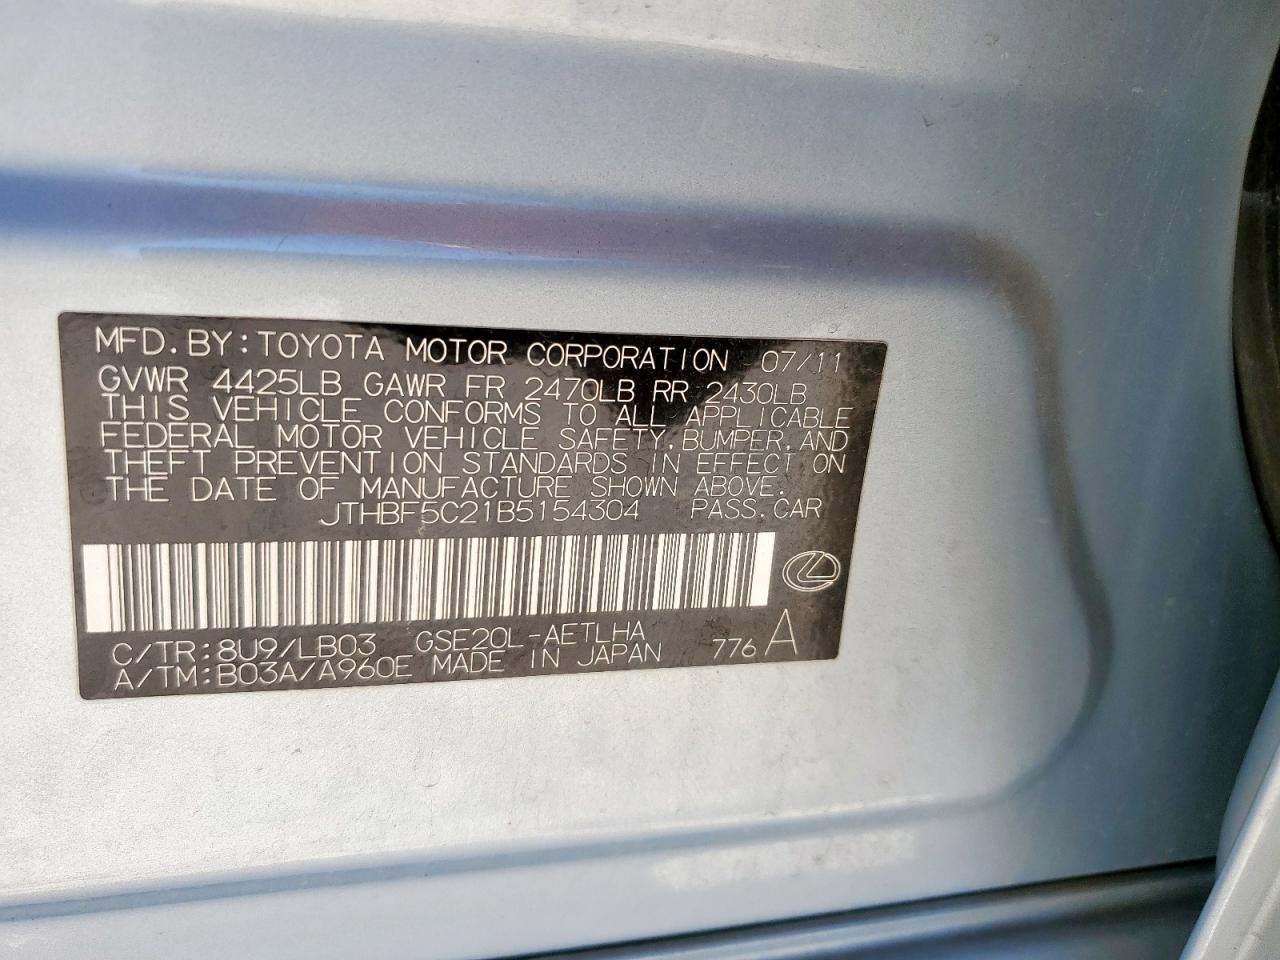 MFD. BY: TOYOTA MOTOR CORPORATION 07/11
GVWR 4425LB GAWR FR 2470LB RR 2430LB
THIS VEHICLE CONFORMS TO ALL APPLICABLE
FEDERAL MOTOR VEHICLE SAFETY, BUMPER, AND
THEFT PREVENTION STANDARDS IN EFFECT ON
THE DATE OF MANUFACTURE SHOWN ABOVE.
JTHBF5C21B5154304 PASS. CAR
C/TR: 8U9/LB03 GSE20L-AETLHA 776 A
A/TM: B03A/A960E MADE IN JAPAN